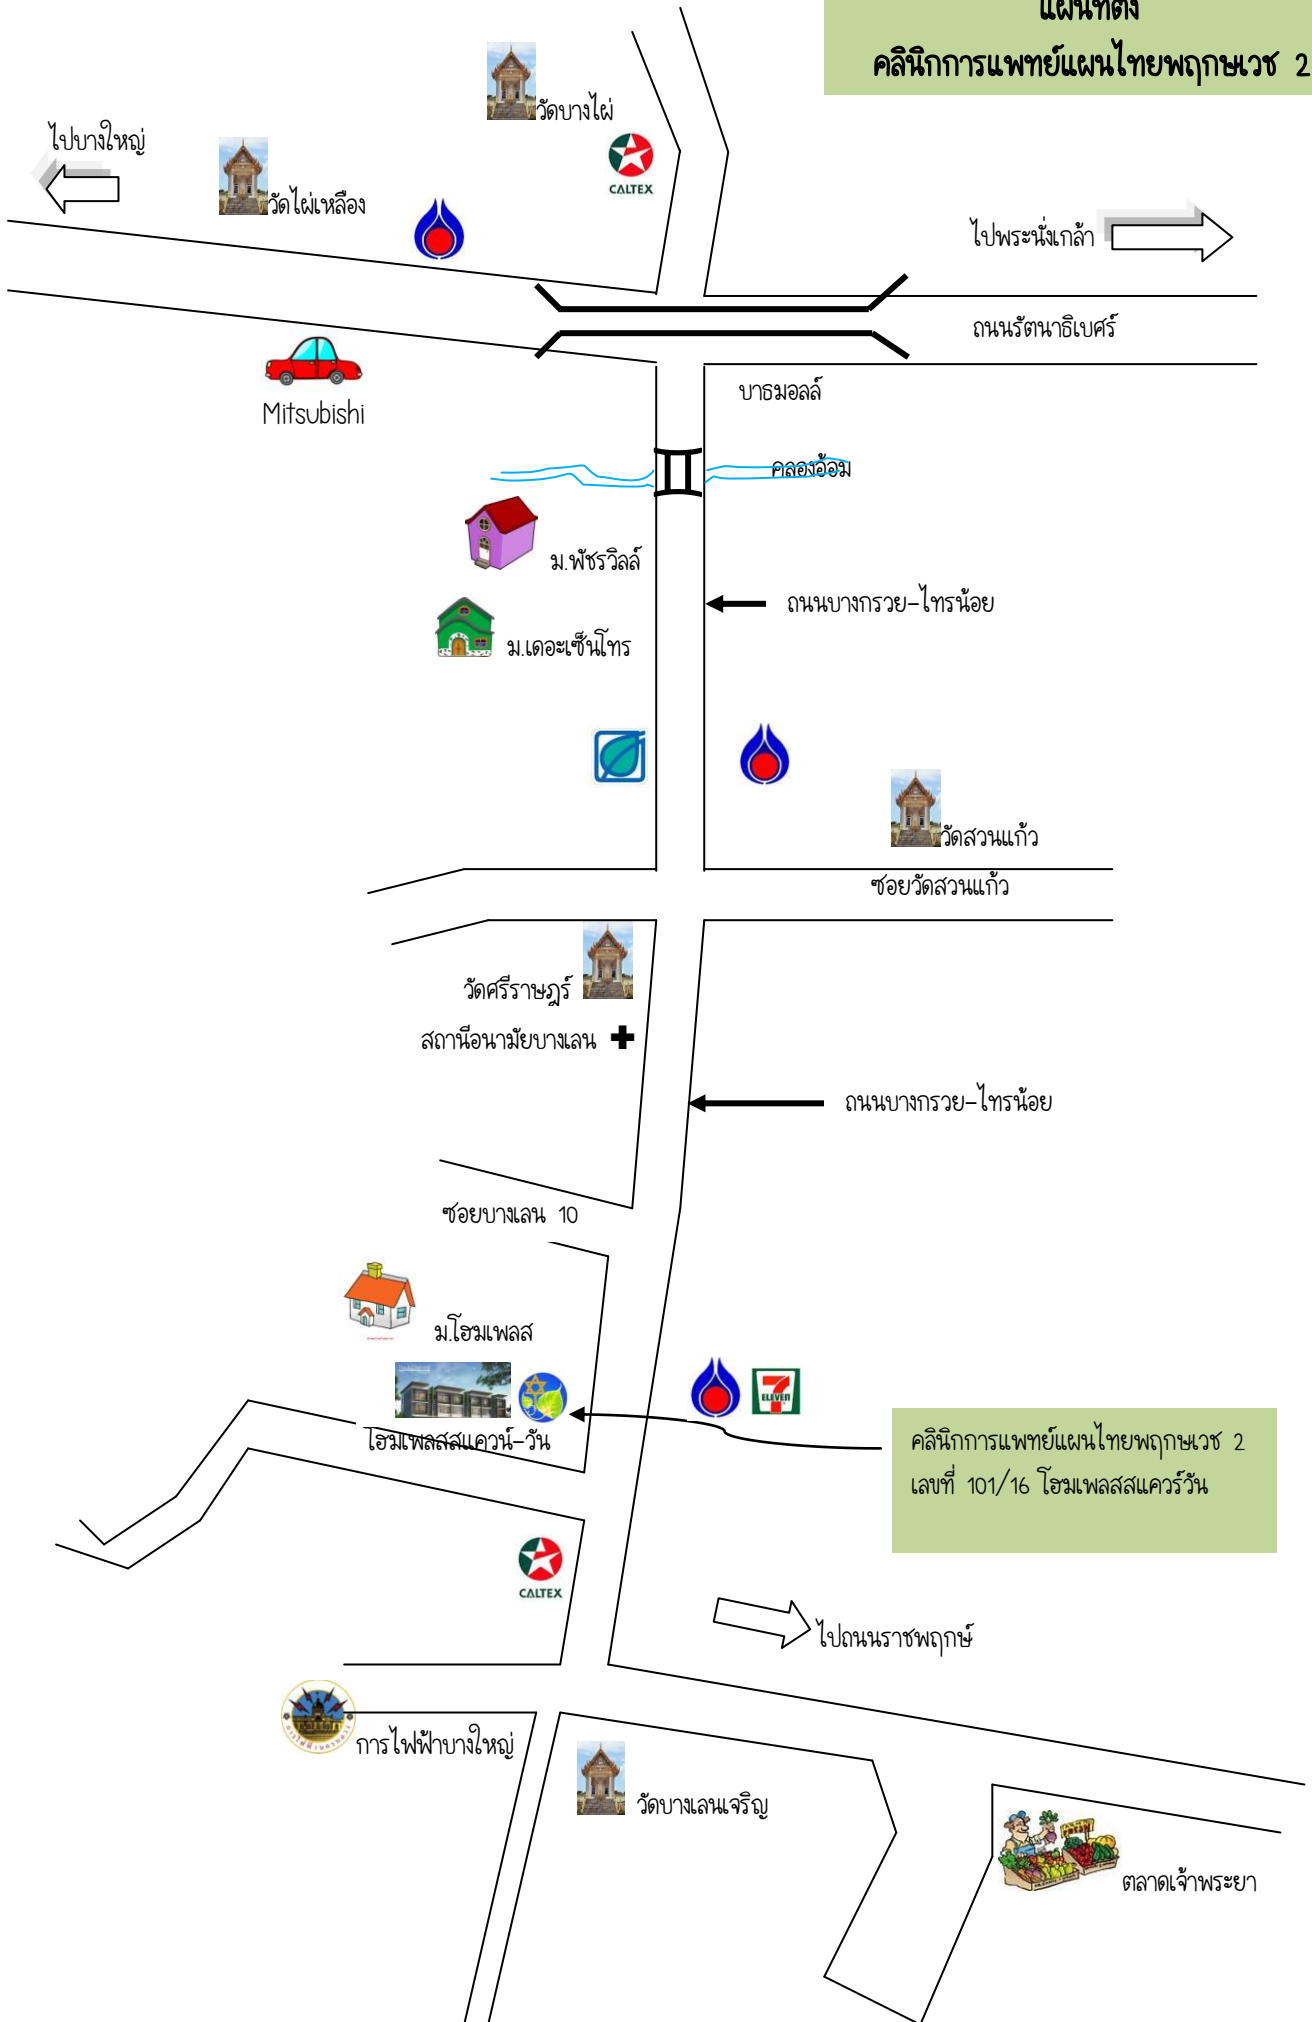 แผนที่ตั้ง
คลินิกการแพทย์แผนไทยพฤกษเวช 2
วัดบางไผ่
ไปบางใหญ่
CALTEX
วัดไผ่เหลือง
ไปพระนั่งเกล้า
ถนนรัตนาธิเบศร์
Mitsubishi
บาธมอลล์
คลองอ้อม
ม.พัชรวิลล์
ถนนบางกรวย-ไทรน้อย
ม.เดอะเซ็นโทร
วัดสวนแก้ว
ซอยวัดสวนแก้ว
วัดศรีราษฎร์
สถานีอนามัยบางเลน
ถนนบางกรวย-ไทรน้อย
ซอยบางเลน 10
ม.โฮมเพลส
7 ELEVEN
โฮมเพลสสแควน์-วัน
คลินิกการแพทย์แผนไทยพฤกษเวช 2
เลขที่ 101/16 โฮมเพลสสแควร์วัน
CALTEX
ไปถนนราชพฤกษ์
การไฟฟ้าบางใหญ่
วัดบางเลนเจริญ
ตลาดเจ้าพระยา